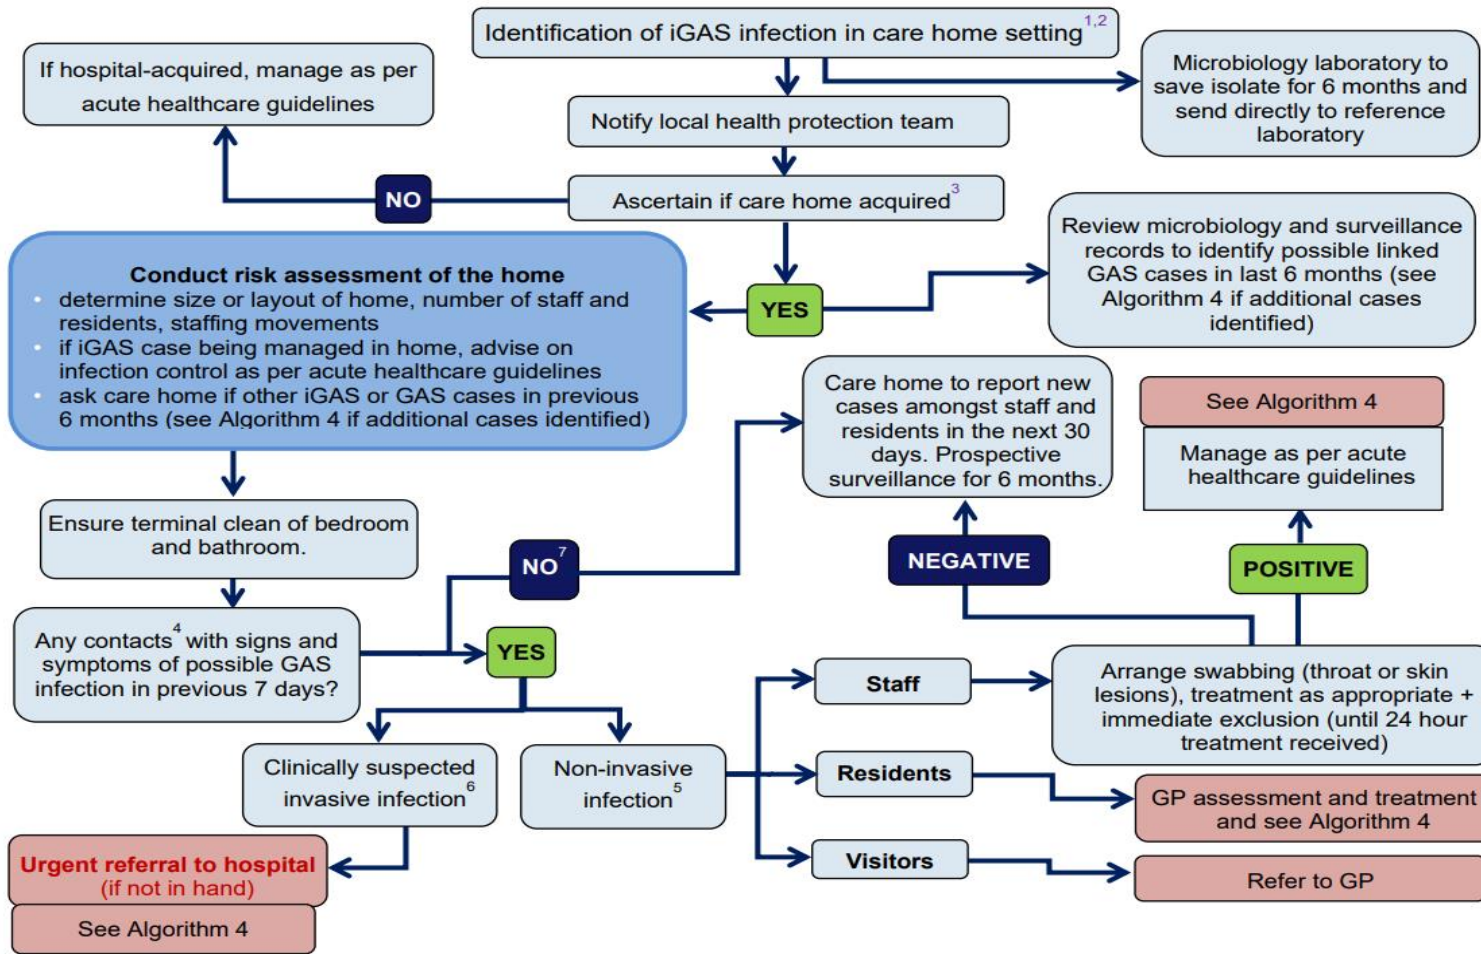 Identification of iGAS infection in care home setting1,2
If hospital-acquired, manage as per
acute healthcare guidelines
Microbiology laboratory to
save isolate for 6 months and
send directly to reference
laboratory
Notify local health protection team
NO
Ascertain if care home acquired3
Review microbiology and surveillance
records to identify possible linked
GAS cases in last 6 months (see
Algorithm 4 if additional cases
identified)
YES
Conduct risk assessment of the home
• determine size or layout of home, number of staff and
residents, staffing movements
• if iGAS case being managed in home, advise on
infection control as per acute healthcare guidelines
• ask care home if other iGAS or GAS cases in previous
6 months (see Algorithm 4 if additional cases identified)
Care home to report new
cases amongst staff and
residents in the next 30
days. Prospective
surveillance for 6 months.
See Algorithm 4
Manage as per acute
healthcare guidelines
Ensure terminal clean of bedroom
and bathroom.
NO7
NEGATIVE
POSITIVE
Any contacts4 with signs and
symptoms of possible GAS
infection in previous 7 days?
YES
Staff
Arrange swabbing (throat or skin
lesions), treatment as appropriate +
immediate exclusion (until 24 hour
treatment received)
Clinically suspected
invasive infection6
Non-invasive
infection5
Residents
GP assessment and treatment
and see Algorithm 4
Visitors
Refer to GP
Urgent referral to hospital
(if not in hand)
See Algorithm 4